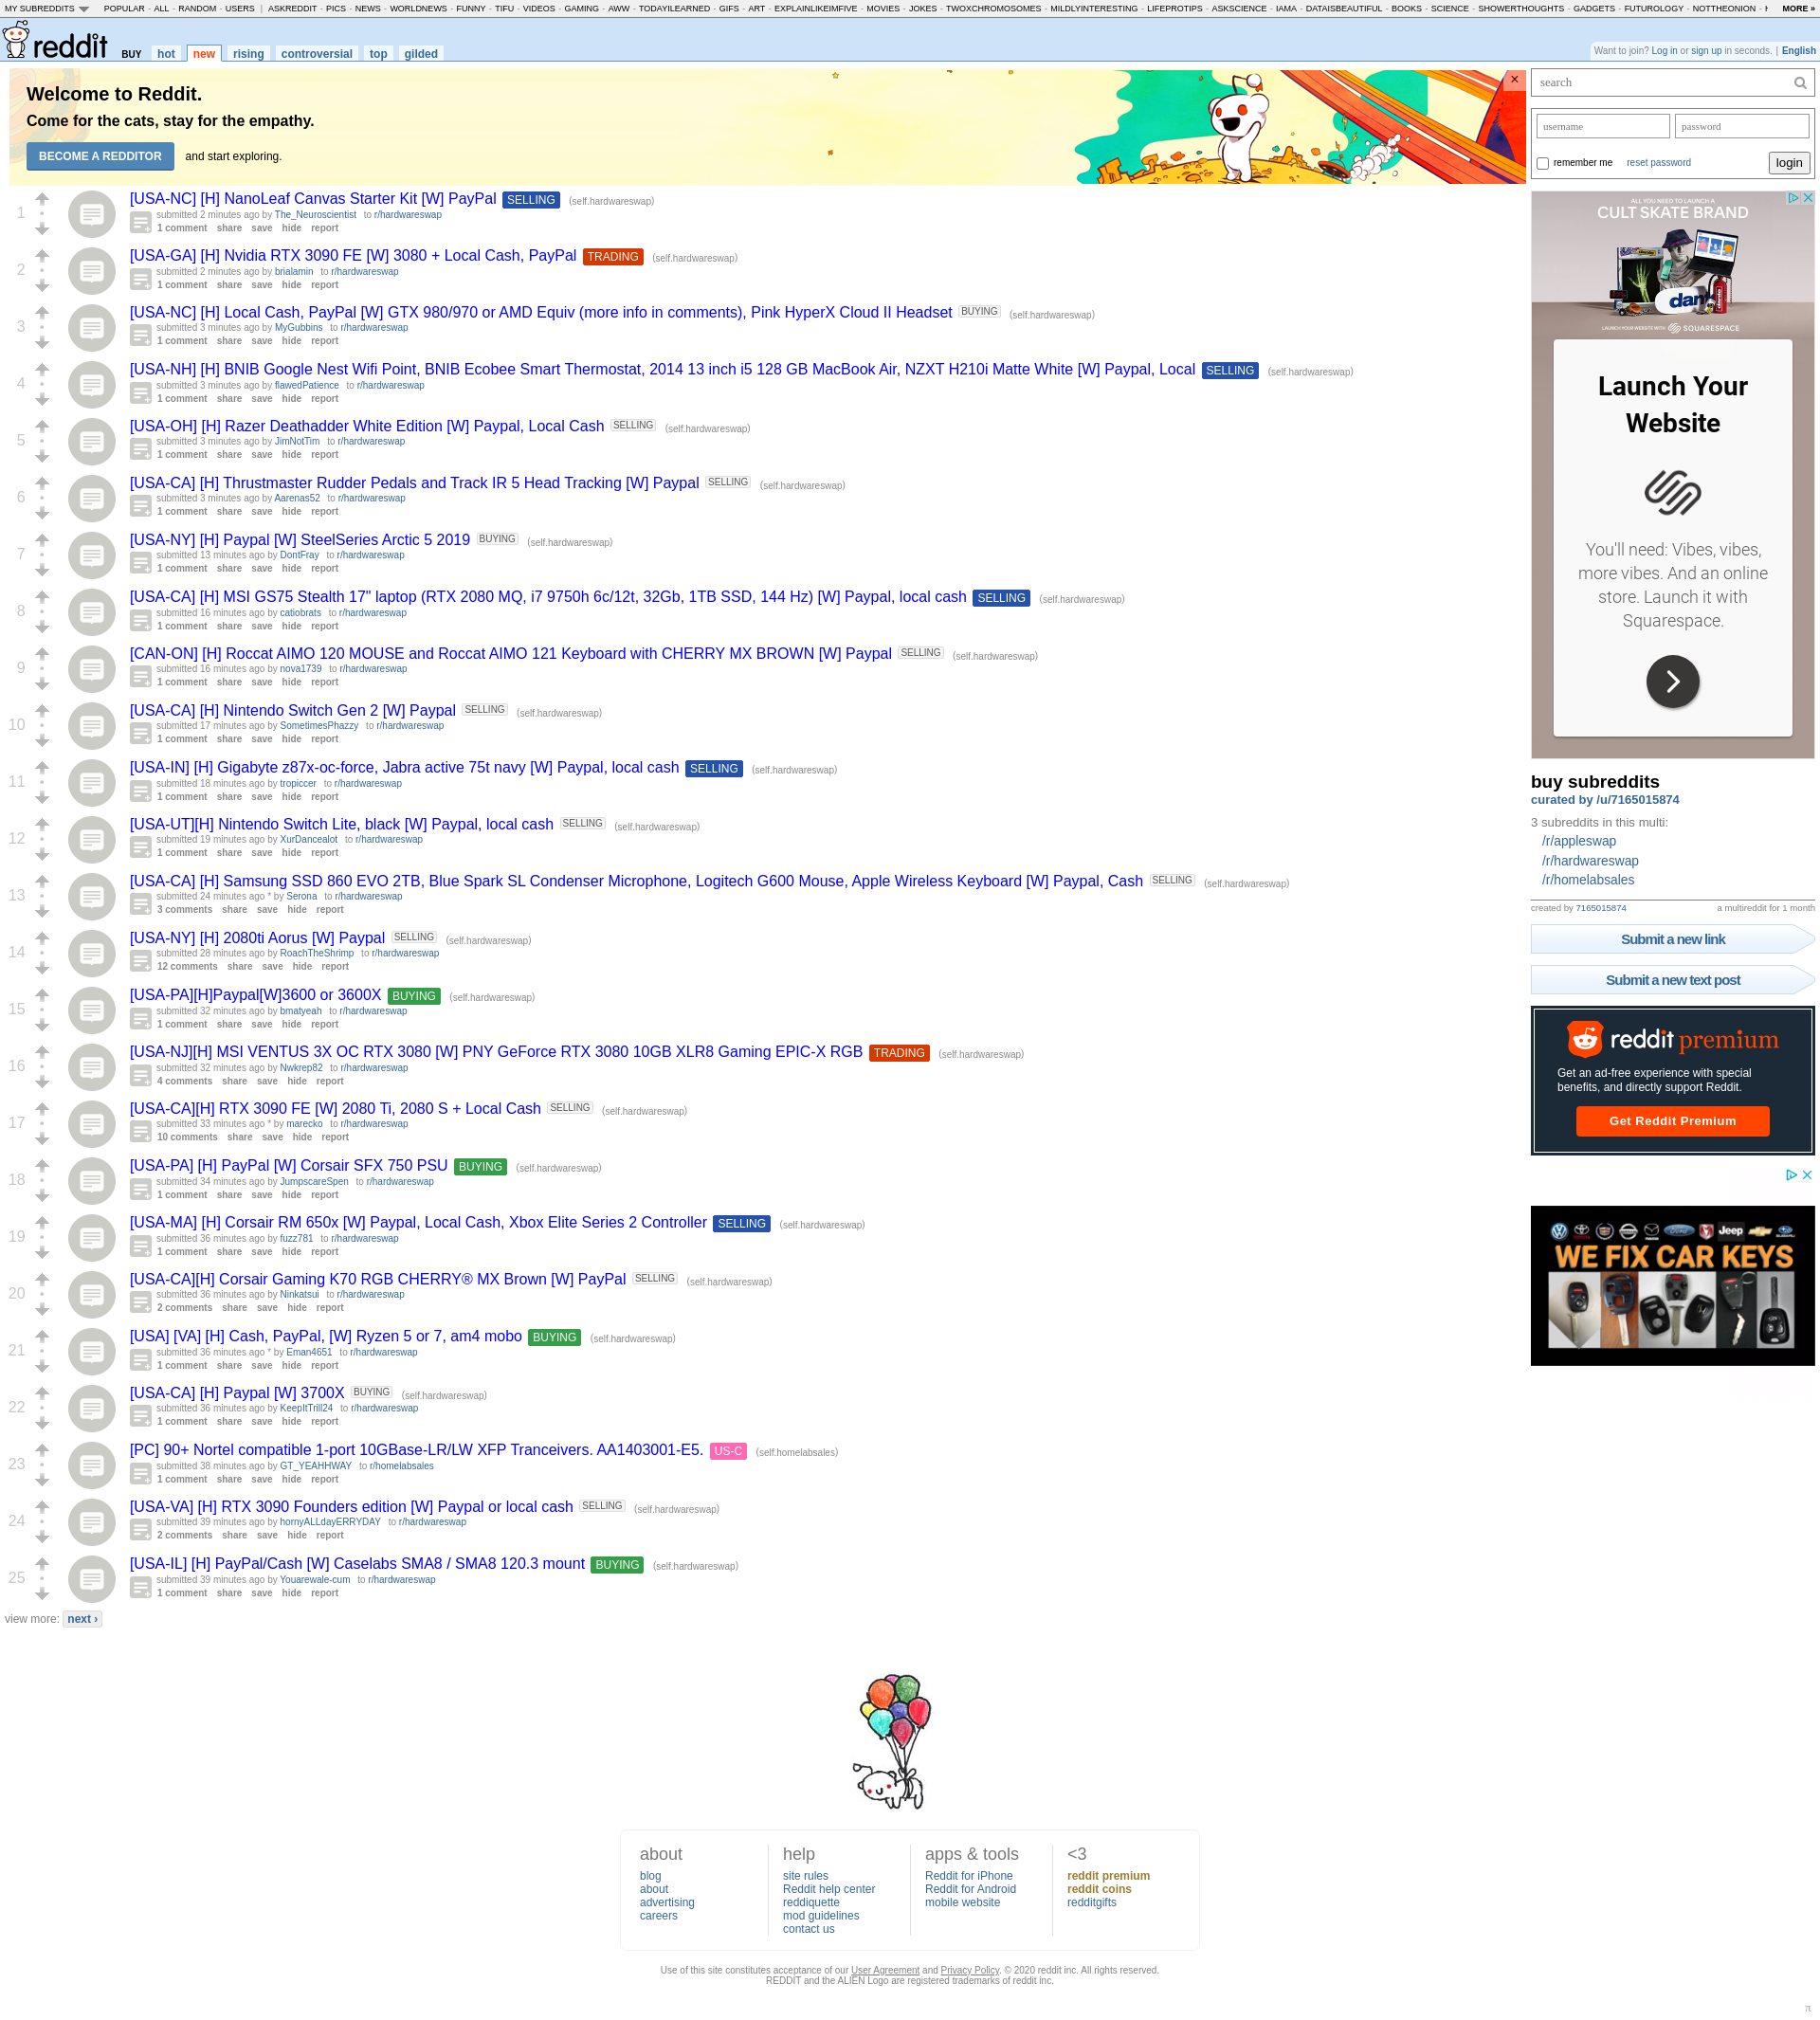 MY SUBREDDITS POPULAR - ALL - RANDOM - USERS | ASKREDDIT - PICS - NEWS - WORLDNEWS - FUNNY - TIFU - VIDEOS - GAMING - AWW - TODAYILEARNED - GIFS - ART - EXPLAINLIKEIMFIVE - MOVIES - JOKES - TWOXCHROMOSOMES - MILDLYINTERESTING - LIFEPROTIPS - ASKSCIENCE - IAMA - DATAISBEAUTIFUL - BOOKS - SCIENCE - SHOWERTHOUGHTS - GADGETS - FUTUROLOGY - NOTTHEONION - MORE »
reddit BUY hot new rising controversial top gilded
Want to join? Log in or sign up in seconds. | English
Welcome to Reddit.
Come for the cats, stay for the empathy.
BECOME A REDDITOR and start exploring.
×
1
[USA-NC] [H] NanoLeaf Canvas Starter Kit [W] PayPal SELLING (self.hardwareswap)
submitted 2 minutes ago by The_Neuroscientist to r/hardwareswap
1 comment share save hide report
2
[USA-GA] [H] Nvidia RTX 3090 FE [W] 3080 + Local Cash, PayPal TRADING (self.hardwareswap)
submitted 2 minutes ago by brialamin to r/hardwareswap
1 comment share save hide report
3
[USA-NC] [H] Local Cash, PayPal [W] GTX 980/970 or AMD Equiv (more info in comments), Pink HyperX Cloud II Headset BUYING (self.hardwareswap)
submitted 3 minutes ago by MyGubbins to r/hardwareswap
1 comment share save hide report
4
[USA-NH] [H] BNIB Google Nest Wifi Point, BNIB Ecobee Smart Thermostat, 2014 13 inch i5 128 GB MacBook Air, NZXT H210i Matte White [W] Paypal, Local SELLING (self.hardwareswap)
submitted 3 minutes ago by flawedPatience to r/hardwareswap
1 comment share save hide report
5
[USA-OH] [H] Razer Deathadder White Edition [W] Paypal, Local Cash SELLING (self.hardwareswap)
submitted 3 minutes ago by JimNotTim to r/hardwareswap
1 comment share save hide report
6
[USA-CA] [H] Thrustmaster Rudder Pedals and Track IR 5 Head Tracking [W] Paypal SELLING (self.hardwareswap)
submitted 3 minutes ago by Aarenas52 to r/hardwareswap
1 comment share save hide report
7
[USA-NY] [H] Paypal [W] SteelSeries Arctic 5 2019 BUYING (self.hardwareswap)
submitted 13 minutes ago by DontFray to r/hardwareswap
1 comment share save hide report
8
[USA-CA] [H] MSI GS75 Stealth 17" laptop (RTX 2080 MQ, i7 9750h 6c/12t, 32Gb, 1TB SSD, 144 Hz) [W] Paypal, local cash SELLING (self.hardwareswap)
submitted 16 minutes ago by catiobrats to r/hardwareswap
1 comment share save hide report
9
[CAN-ON] [H] Roccat AIMO 120 MOUSE and Roccat AIMO 121 Keyboard with CHERRY MX BROWN [W] Paypal SELLING (self.hardwareswap)
submitted 16 minutes ago by nova1739 to r/hardwareswap
1 comment share save hide report
10
[USA-CA] [H] Nintendo Switch Gen 2 [W] Paypal SELLING (self.hardwareswap)
submitted 17 minutes ago by SometimesPhazzy to r/hardwareswap
1 comment share save hide report
11
[USA-IN] [H] Gigabyte z87x-oc-force, Jabra active 75t navy [W] Paypal, local cash SELLING (self.hardwareswap)
submitted 18 minutes ago by tropiccer to r/hardwareswap
1 comment share save hide report
12
[USA-UT][H] Nintendo Switch Lite, black [W] Paypal, local cash SELLING (self.hardwareswap)
submitted 19 minutes ago by XurDancealot to r/hardwareswap
1 comment share save hide report
13
[USA-CA] [H] Samsung SSD 860 EVO 2TB, Blue Spark SL Condenser Microphone, Logitech G600 Mouse, Apple Wireless Keyboard [W] Paypal, Cash SELLING (self.hardwareswap)
submitted 24 minutes ago * by Serona to r/hardwareswap
3 comments share save hide report
14
[USA-NY] [H] 2080ti Aorus [W] Paypal SELLING (self.hardwareswap)
submitted 28 minutes ago by RoachTheShrimp to r/hardwareswap
12 comments share save hide report
15
[USA-PA][H]Paypal[W]3600 or 3600X BUYING (self.hardwareswap)
submitted 32 minutes ago by bmatyeah to r/hardwareswap
1 comment share save hide report
16
[USA-NJ][H] MSI VENTUS 3X OC RTX 3080 [W] PNY GeForce RTX 3080 10GB XLR8 Gaming EPIC-X RGB TRADING (self.hardwareswap)
submitted 32 minutes ago by Nwkrep82 to r/hardwareswap
4 comments share save hide report
17
[USA-CA][H] RTX 3090 FE [W] 2080 Ti, 2080 S + Local Cash SELLING (self.hardwareswap)
submitted 33 minutes ago * by marecko to r/hardwareswap
10 comments share save hide report
18
[USA-PA] [H] PayPal [W] Corsair SFX 750 PSU BUYING (self.hardwareswap)
submitted 34 minutes ago by JumpscareSpen to r/hardwareswap
1 comment share save hide report
19
[USA-MA] [H] Corsair RM 650x [W] Paypal, Local Cash, Xbox Elite Series 2 Controller SELLING (self.hardwareswap)
submitted 36 minutes ago by fuzz781 to r/hardwareswap
1 comment share save hide report
20
[USA-CA][H] Corsair Gaming K70 RGB CHERRY® MX Brown [W] PayPal SELLING (self.hardwareswap)
submitted 36 minutes ago by Ninkatsui to r/hardwareswap
2 comments share save hide report
21
[USA] [VA] [H] Cash, PayPal, [W] Ryzen 5 or 7, am4 mobo BUYING (self.hardwareswap)
submitted 36 minutes ago * by Eman4651 to r/hardwareswap
1 comment share save hide report
22
[USA-CA] [H] Paypal [W] 3700X BUYING (self.hardwareswap)
submitted 36 minutes ago by KeepItTrill24 to r/hardwareswap
1 comment share save hide report
23
[PC] 90+ Nortel compatible 1-port 10GBase-LR/LW XFP Tranceivers. AA1403001-E5. US-C (self.homelabsales)
submitted 38 minutes ago by GT_YEAHHWAY to r/homelabsales
1 comment share save hide report
24
[USA-VA] [H] RTX 3090 Founders edition [W] Paypal or local cash SELLING (self.hardwareswap)
submitted 39 minutes ago by hornyALLdayERRYDAY to r/hardwareswap
2 comments share save hide report
25
[USA-IL] [H] PayPal/Cash [W] Caselabs SMA8 / SMA8 120.3 mount BUYING (self.hardwareswap)
submitted 39 minutes ago by Youarewale-cum to r/hardwareswap
1 comment share save hide report
view more: next ›
search
username password
remember me reset password login
ALL YOU NEED TO LAUNCH A
CULT SKATE BRAND
dam
LAUNCH YOUR WEBSITE WITH SQUARESPACE
Launch Your
Website
You'll need: Vibes, vibes,
more vibes. And an online
store. Launch it with
Squarespace.
buy subreddits
curated by /u/7165015874
3 subreddits in this multi:
/r/appleswap
/r/hardwareswap
/r/homelabsales
created by 7165015874 a multireddit for 1 month
Submit a new link
Submit a new text post
reddit premium
Get an ad-free experience with special
benefits, and directly support Reddit.
Get Reddit Premium
Jeep
WE FIX CAR KEYS
about
blog
about
advertising
careers
help
site rules
Reddit help center
reddiquette
mod guidelines
contact us
apps & tools
Reddit for iPhone
Reddit for Android
mobile website
<3
reddit premium
reddit coins
redditgifts
Use of this site constitutes acceptance of our User Agreement and Privacy Policy. © 2020 reddit inc. All rights reserved.
REDDIT and the ALIEN Logo are registered trademarks of reddit inc.
π